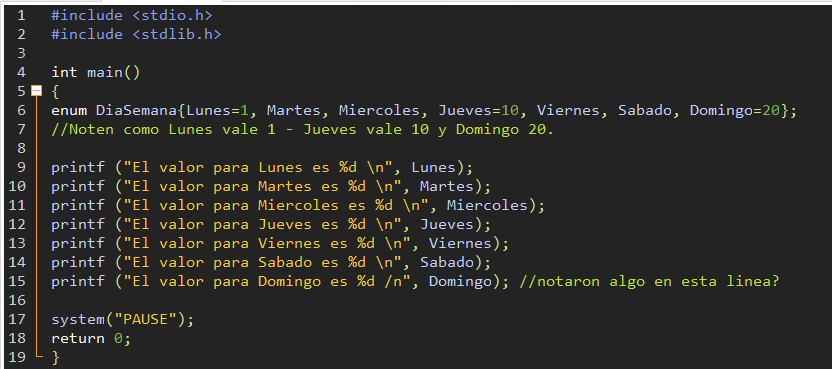 1 #include <stdio.h>
2 #include <stdlib.h>
3
4 int main()
5 {
6 enum DiaSemana{Lunes=1, Martes, Miercoles, Jueves=10, Viernes, Sabado, Domingo=20};
7 //Noten como Lunes vale 1 - Jueves vale 10 y Domingo 20.
8
9 printf ("El valor para Lunes es %d \n", Lunes);
10 printf ("El valor para Martes es %d \n", Martes);
11 printf ("El valor para Miercoles es %d \n", Miercoles);
12 printf ("El valor para Jueves es %d \n", Jueves);
13 printf ("El valor para Viernes es %d \n", Viernes);
14 printf ("El valor para Sabado es %d \n", Sabado);
15 printf ("El valor para Domingo es %d /n", Domingo); //notaron algo en esta linea?
16
17 system("PAUSE");
18 return 0;
19 }